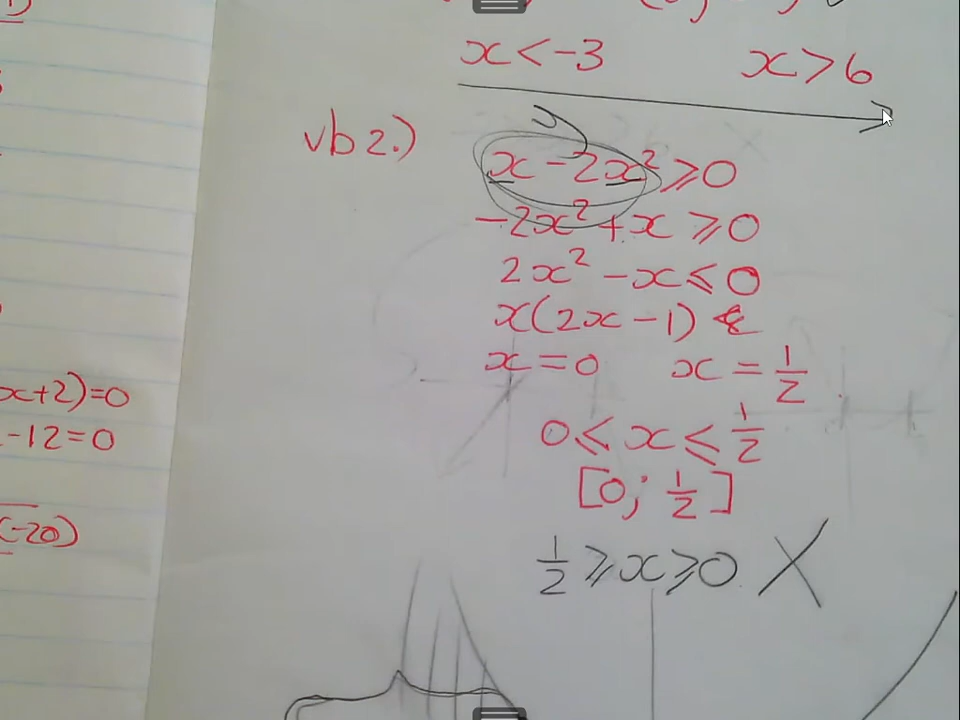 x < -3 x > 6
vb 2.)
y
x - 2x² ⩾ 0
-2x² + x ⩾ 0
2x² - x ⩽ 0
x(2x - 1)
x = 0 x = 1/2
0 ⩽ x ⩽ 1/2
[0; 1/2]
1/2 ⩾ x ⩾ 0 X
x+2)=0
-12=0
(-20)